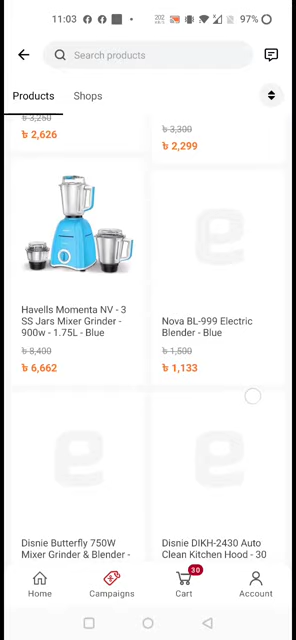 11:03
97%
Search products
Products
Shops
৳ 3,250
৳ 2,626
৳ 3,300
৳ 2,299
Havells Momenta NV - 3
SS Jars Mixer Grinder -
900w - 1.75L - Blue
৳ 8,400
৳ 6,662
Nova BL-999 Electric
Blender - Blue
৳ 1,500
৳ 1,133
Disnie Butterfly 750W
Mixer Grinder & Blender -
Disnie DIKH-2430 Auto
Clean Kitchen Hood - 30
30
Home
Campaigns
Cart
Account